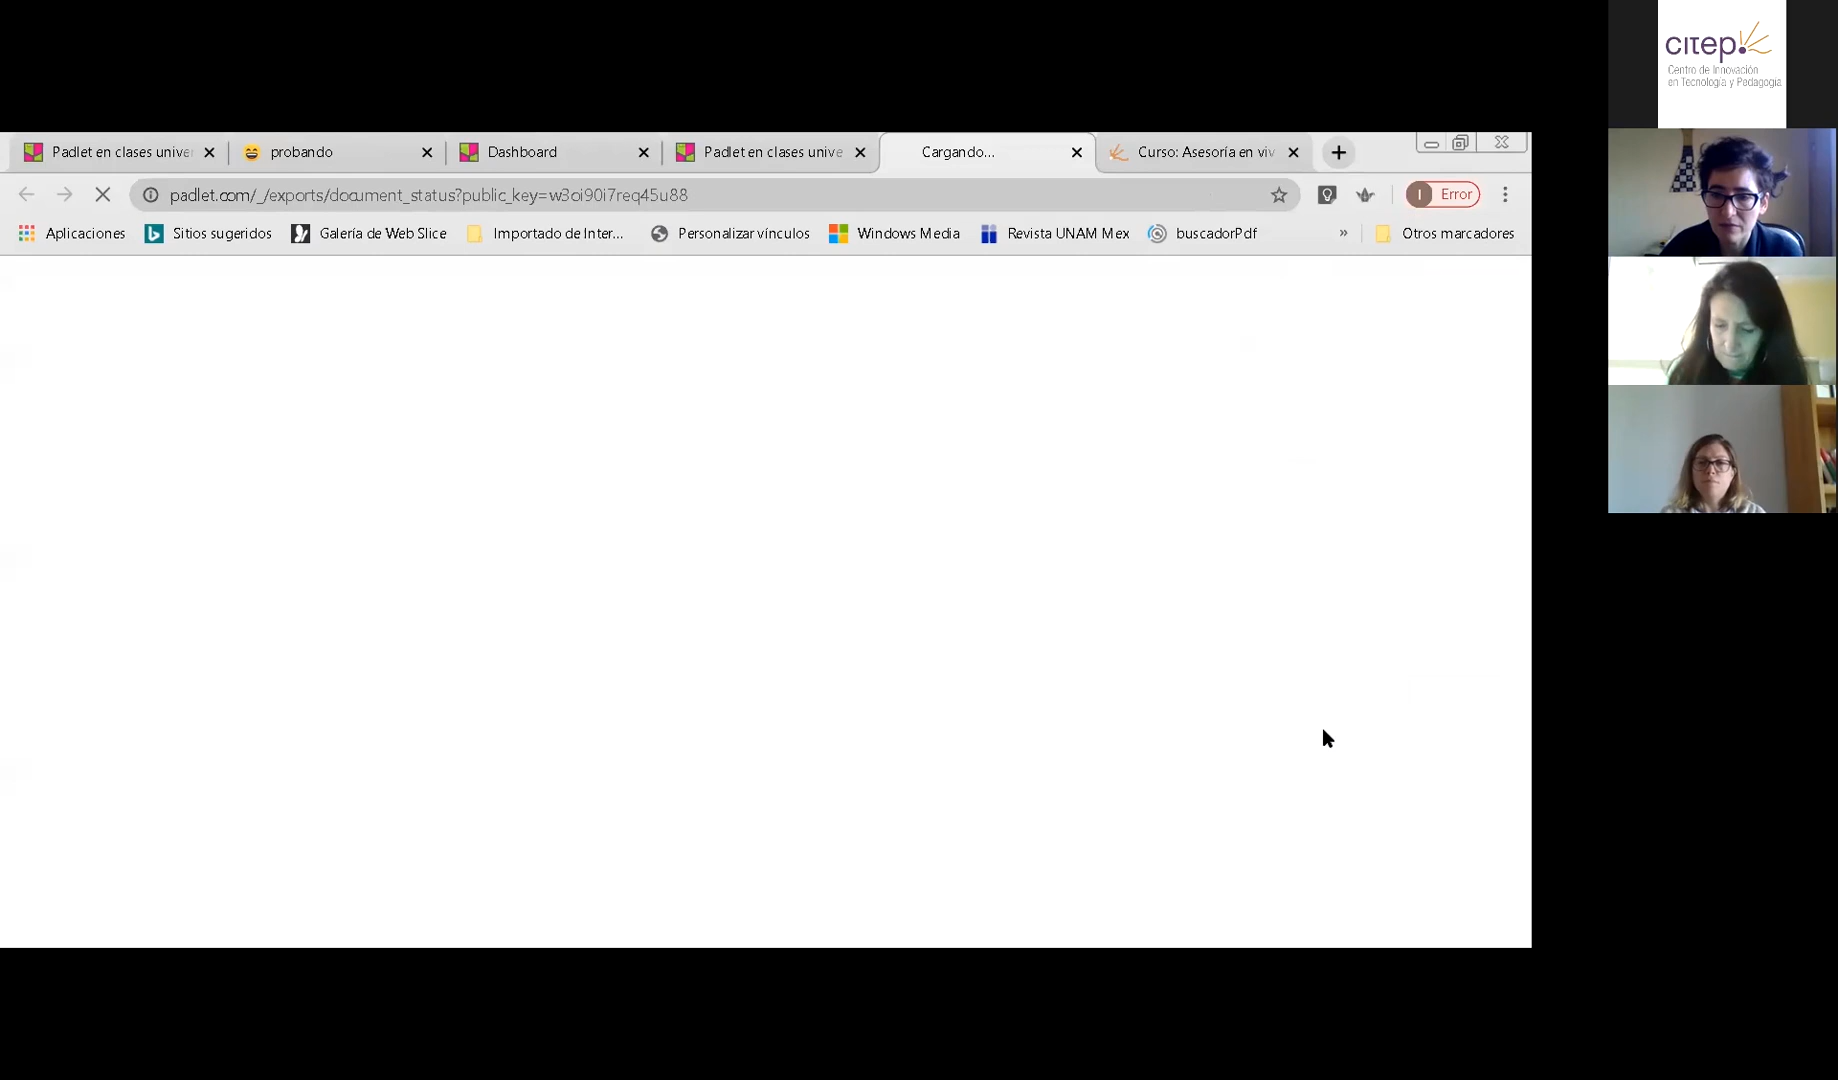 citep
Centro de Innovación
en Tecnología y Pedagogía
Padlet en clases unive
probando
Dashboard
Padlet en clases unive
Cargando...
Curso: Asesoría en viv
padlet.com/_/exports/document_status?public_key=w3oi90i7req45u88
I
Error
Aplicaciones
Sitios sugeridos
Galería de Web Slice
Importado de Inter...
Personalizar vínculos
Windows Media
Revista UNAM Mex
buscadorPdf
»
Otros marcadores